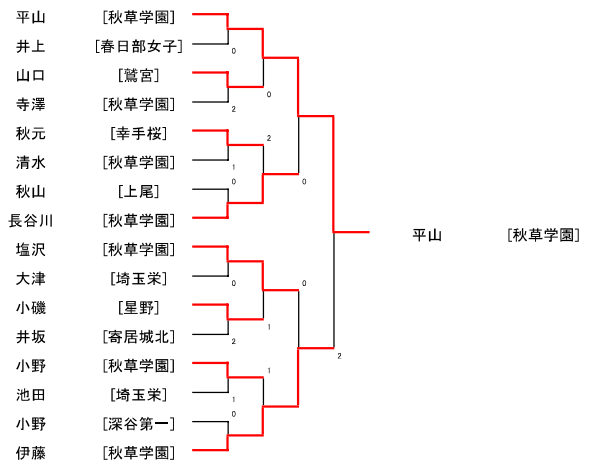 平山 [秋草学園]
井上 [春日部女子]
0
山口 [鷲宮]
0
寺澤 [秋草学園]
2
秋元 [幸手桜]
2
清水 [秋草学園]
1
秋山 [上尾]
0 0
長谷川 [秋草学園]
平山 [秋草学園]
塩沢 [秋草学園]
大津 [埼玉栄]
0 0
小磯 [星野]
1
井坂 [寄居城北]
2
2
小野 [秋草学園]
1
池田 [埼玉栄]
1
小野 [深谷第一]
0
伊藤 [秋草学園]